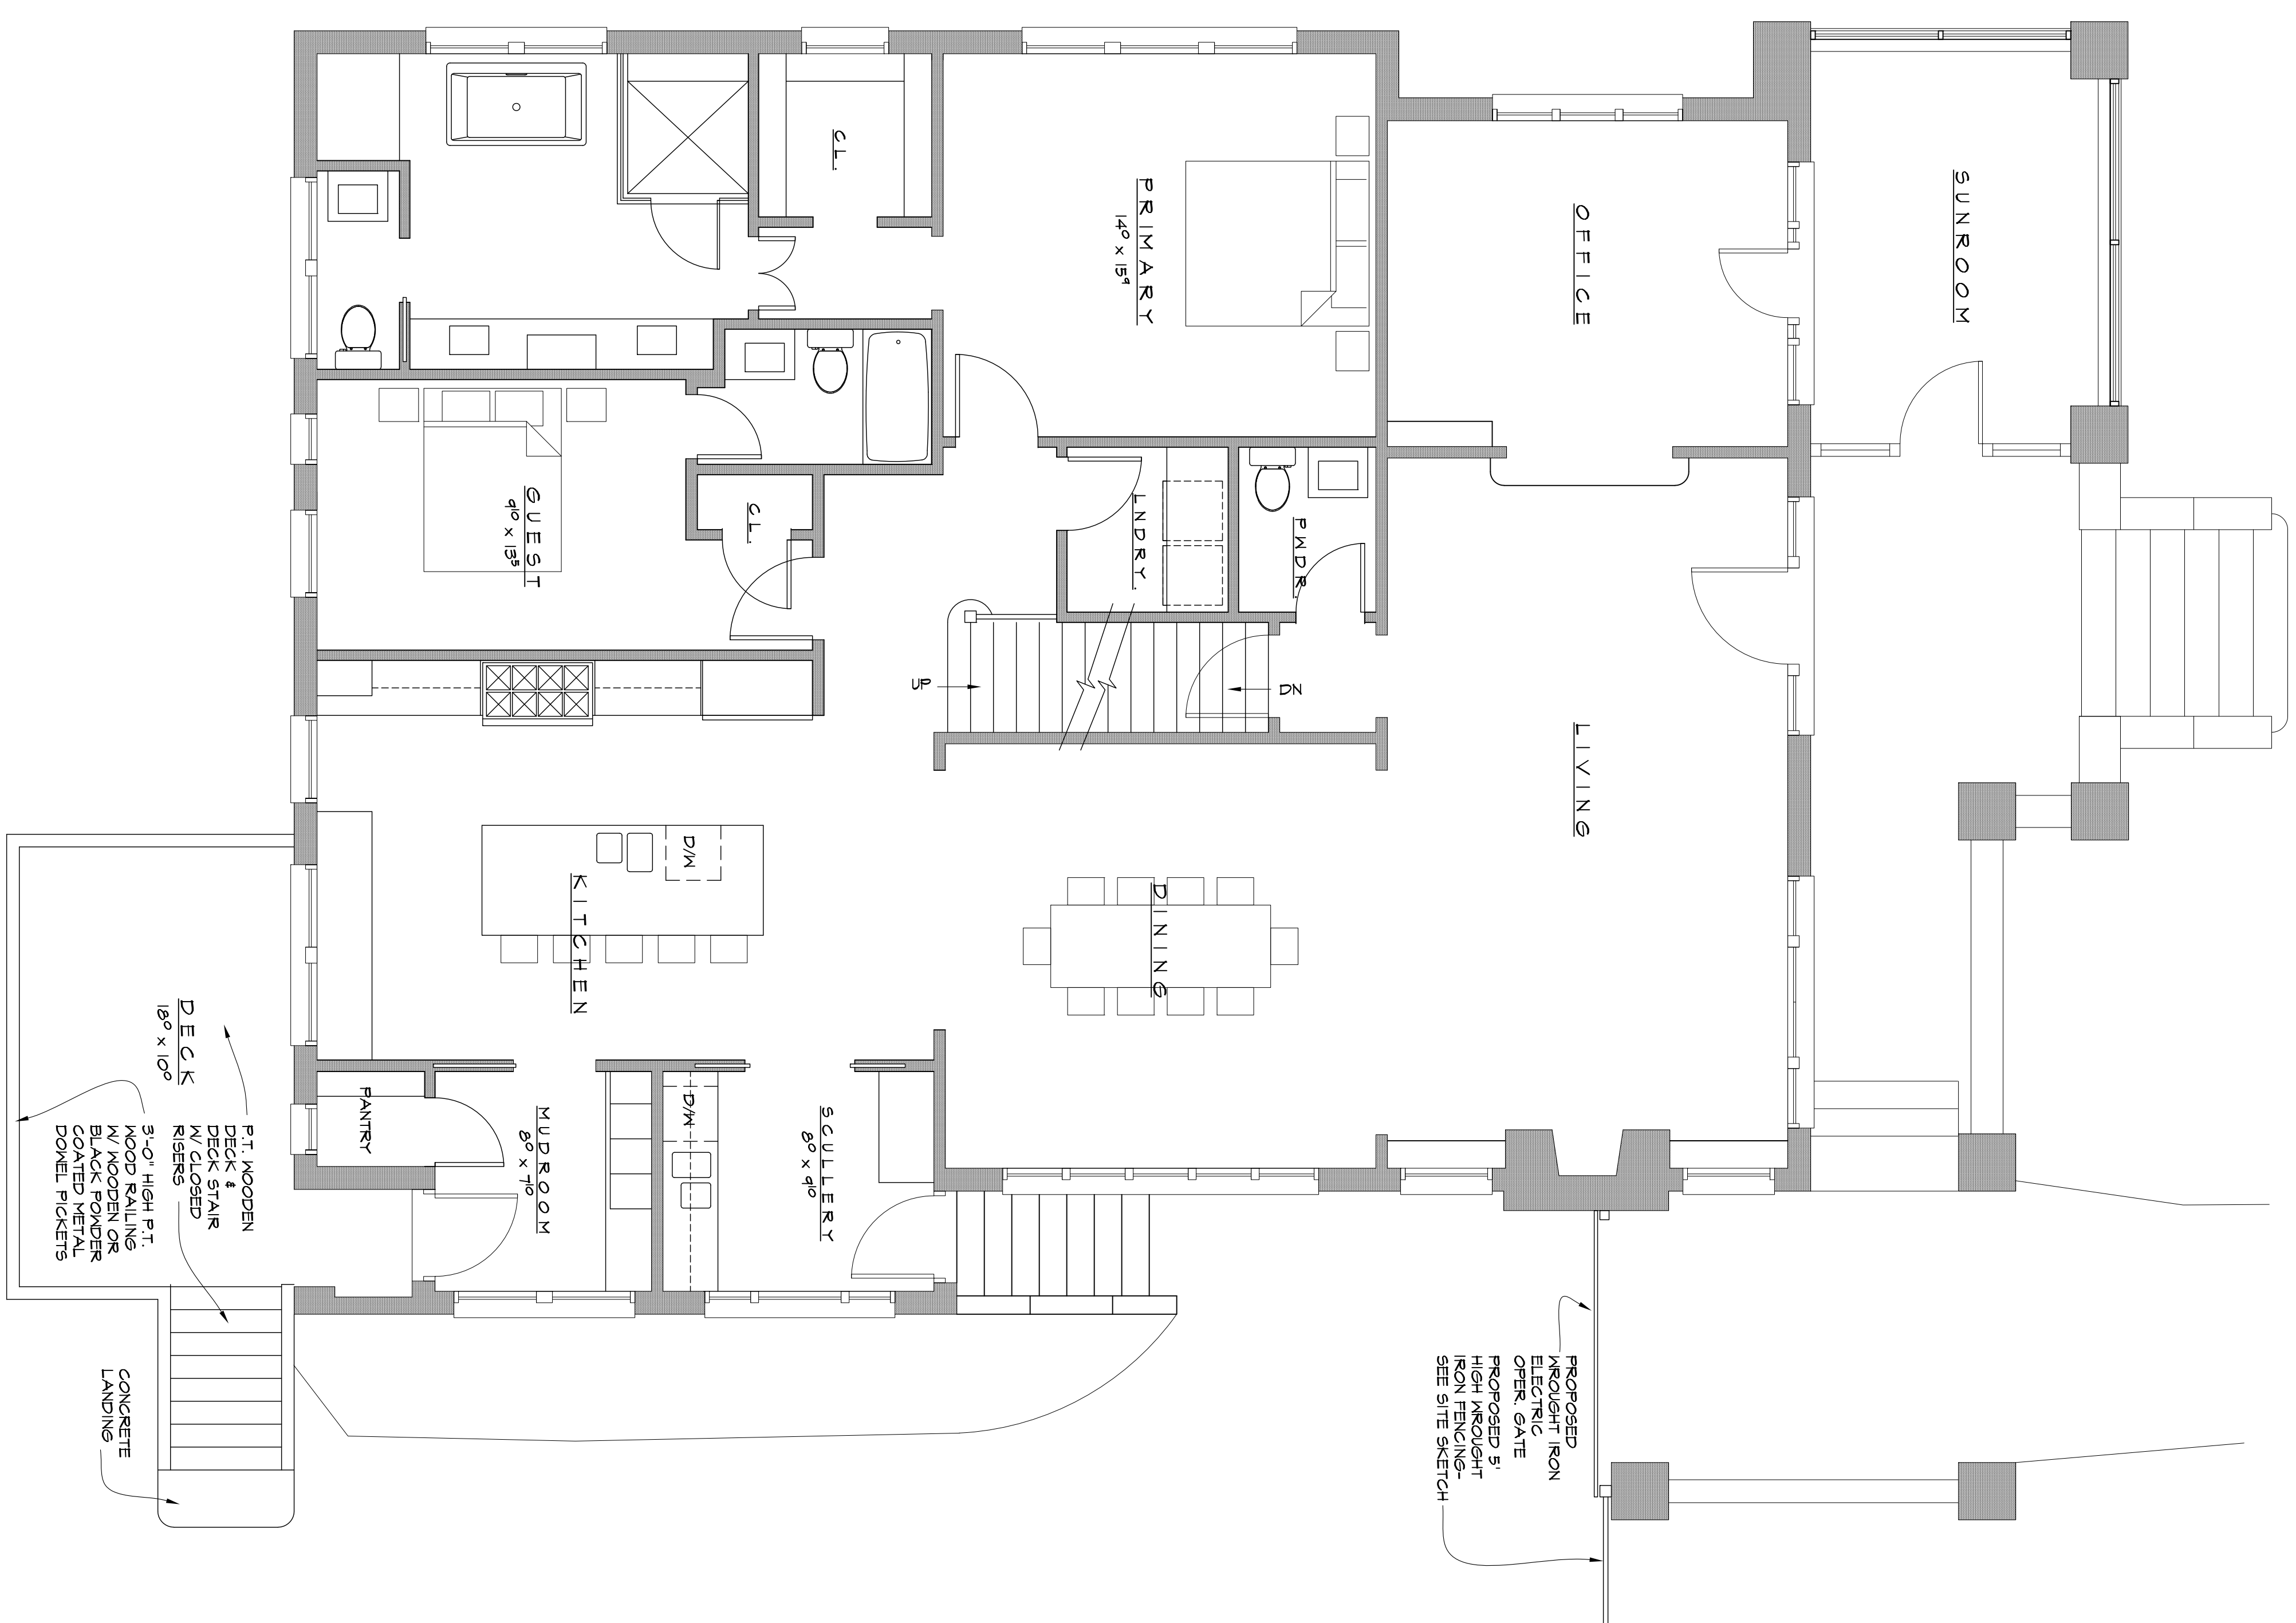 SUNROOM
OFFICE
PRIMARY
14⁰ x 15⁹
CL.
LIVING
PWDR.
LNDRY.
CL.
GUEST
9¹⁰ x 13⁵
DN
UP
DINING
D/W
KITCHEN
DECK
18⁰ x 10⁰
SCULLERY
8⁰ x 9¹⁰
D/W
MUDROOM
8⁰ x 7¹⁰
PANTRY
P.T. WOODEN
DECK &
DECK STAIR
W/ CLOSED
RISERS
3'-0" HIGH P.T.
WOOD RAILING
W/ WOODEN OR
BLACK POWDER
COATED METAL
DOWEL PICKETS
PROPOSED
WROUGHT IRON
ELECTRIC
OPER. GATE
PROPOSED 5'
HIGH WROUGHT
IRON FENCING-
SEE SITE SKETCH
CONCRETE
LANDING